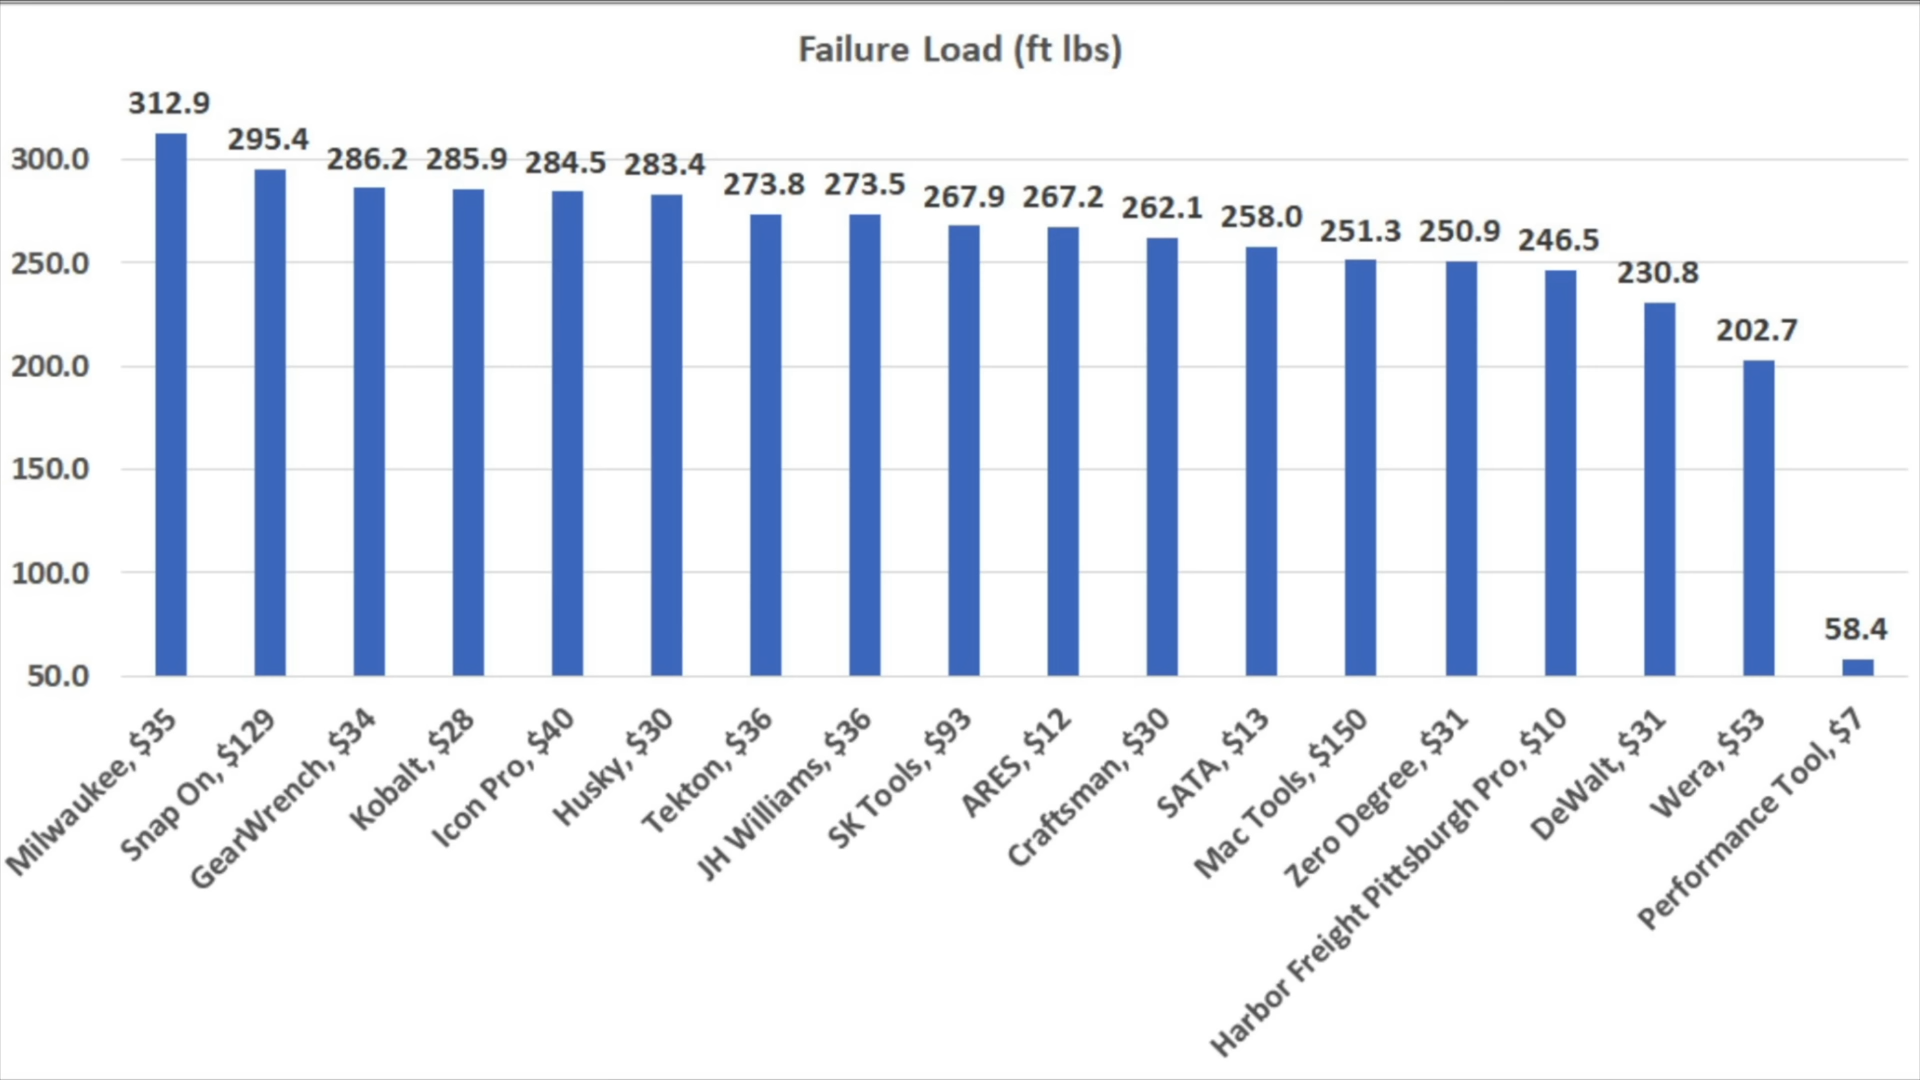 Failure Load (ft lbs)
312.9
295.4
286.2
285.9
284.5
283.4
273.8
273.5
267.9
267.2
262.1
258.0
251.3
250.9
246.5
230.8
202.7
58.4
300.0
250.0
200.0
150.0
100.0
50.0
Milwaukee, $35
Snap On, $129
GearWrench, $34
Kobalt, $28
Icon Pro, $40
Husky, $30
Tekton, $36
JH Williams, $36
SK Tools, $93
ARES, $12
Craftsman, $30
SATA, $13
Mac Tools, $150
Zero Degree, $31
Harbor Freight Pittsburgh Pro, $10
DeWalt, $31
Wera, $53
Performance Tool, $7